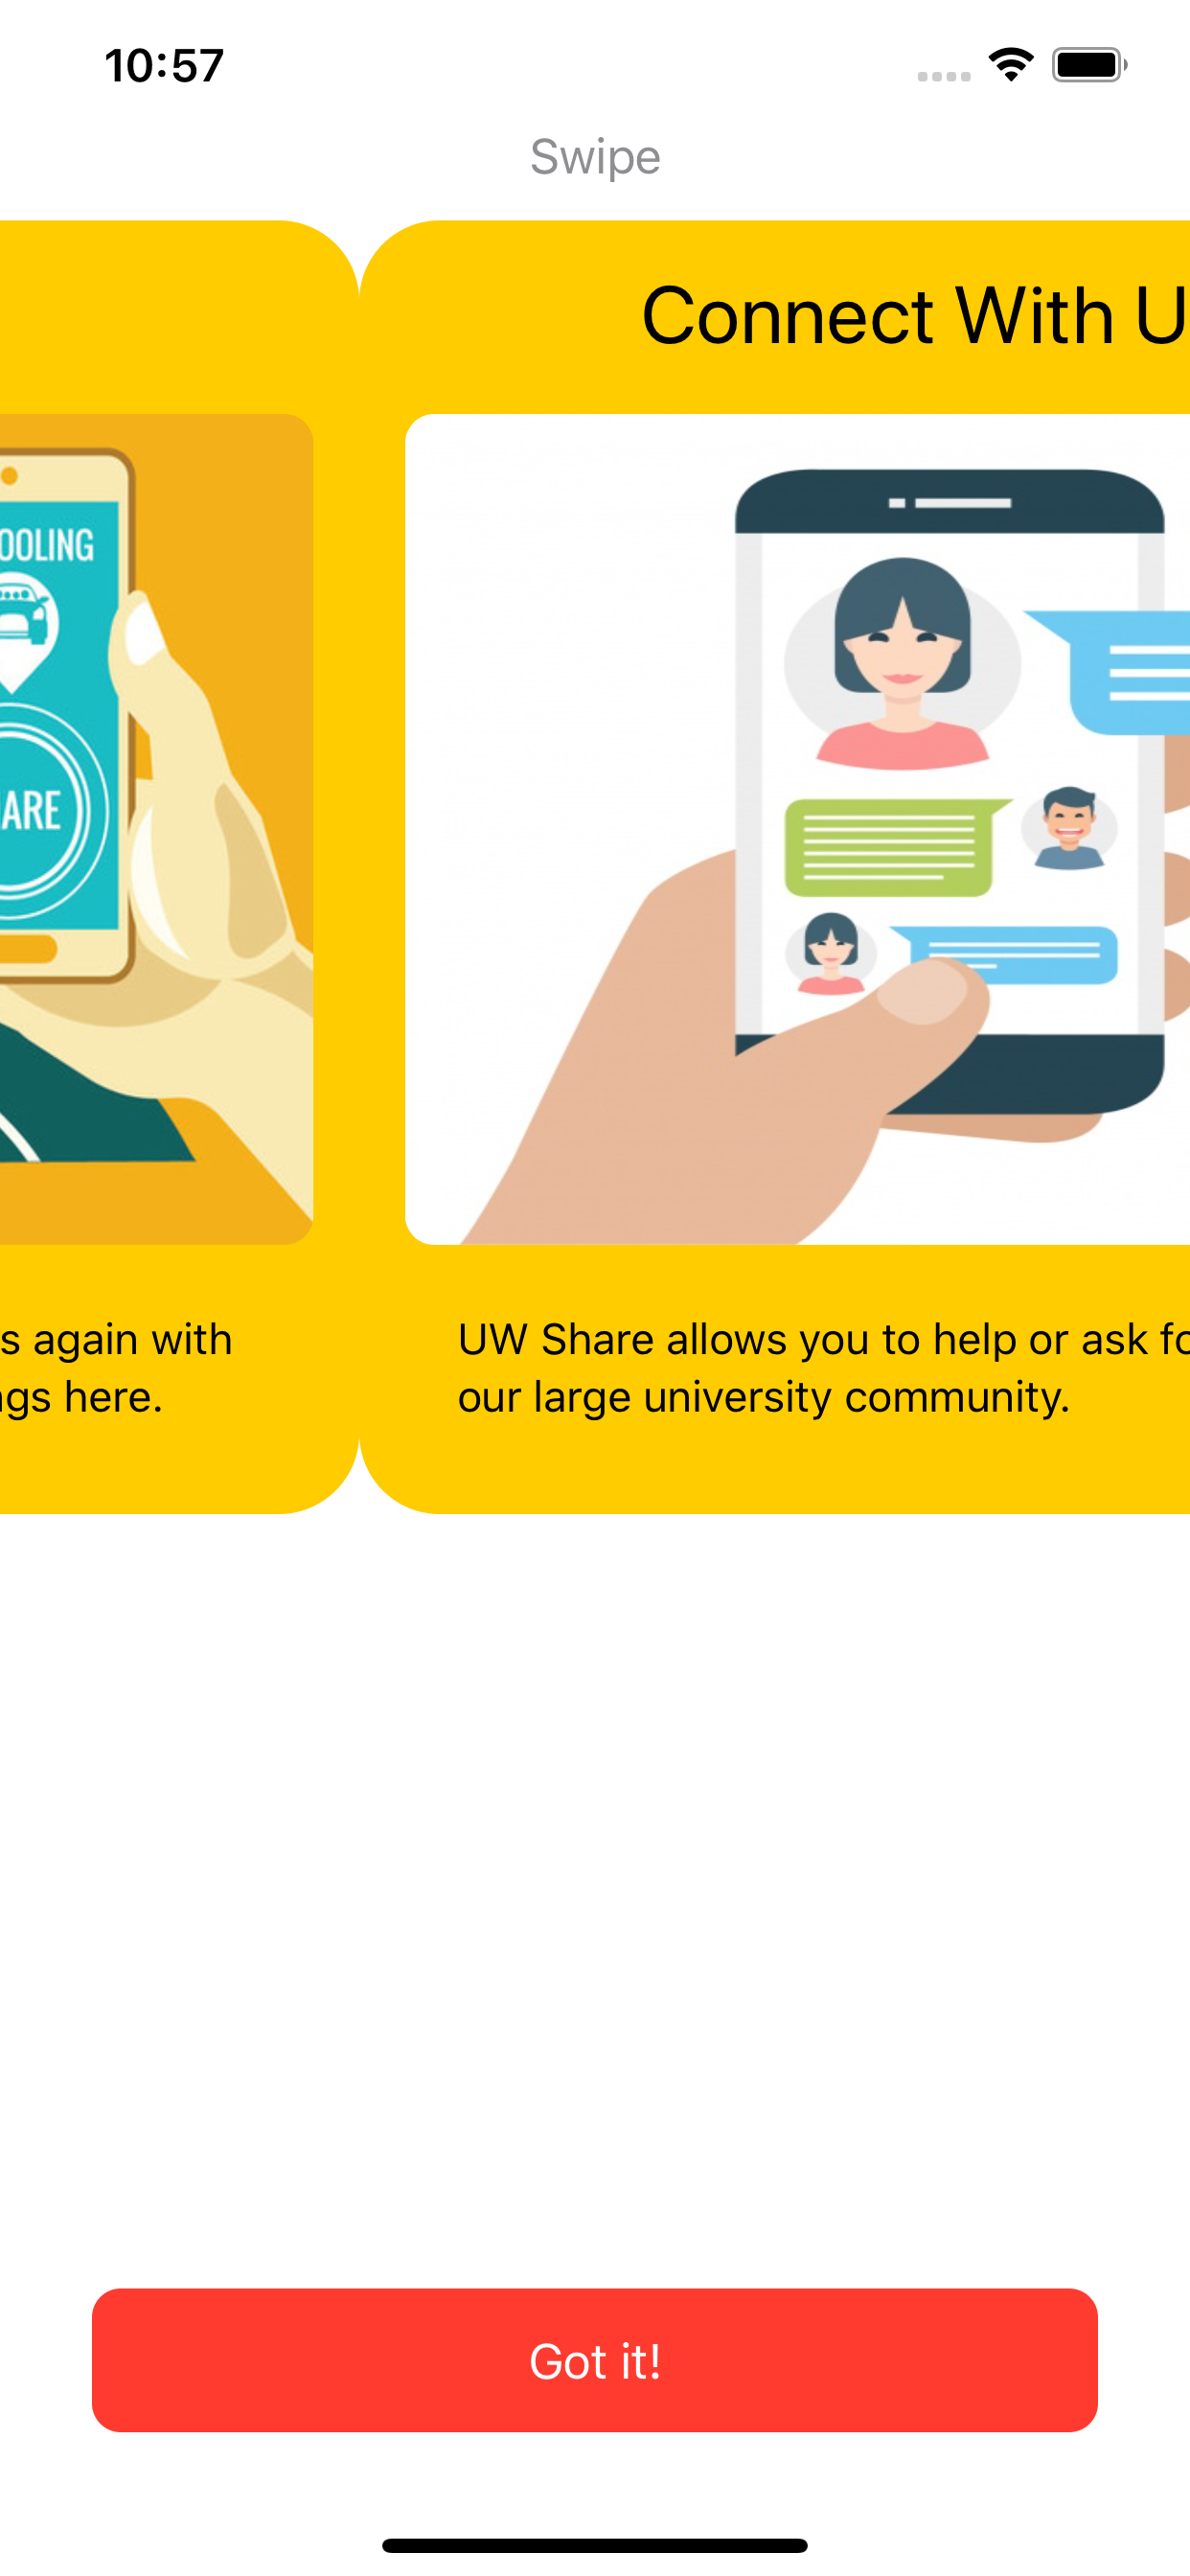 10:57
Swipe
Connect With U
OOLING
ARE
s again with
gs here.
UW Share allows you to help or ask fo
our large university community.
Got it!